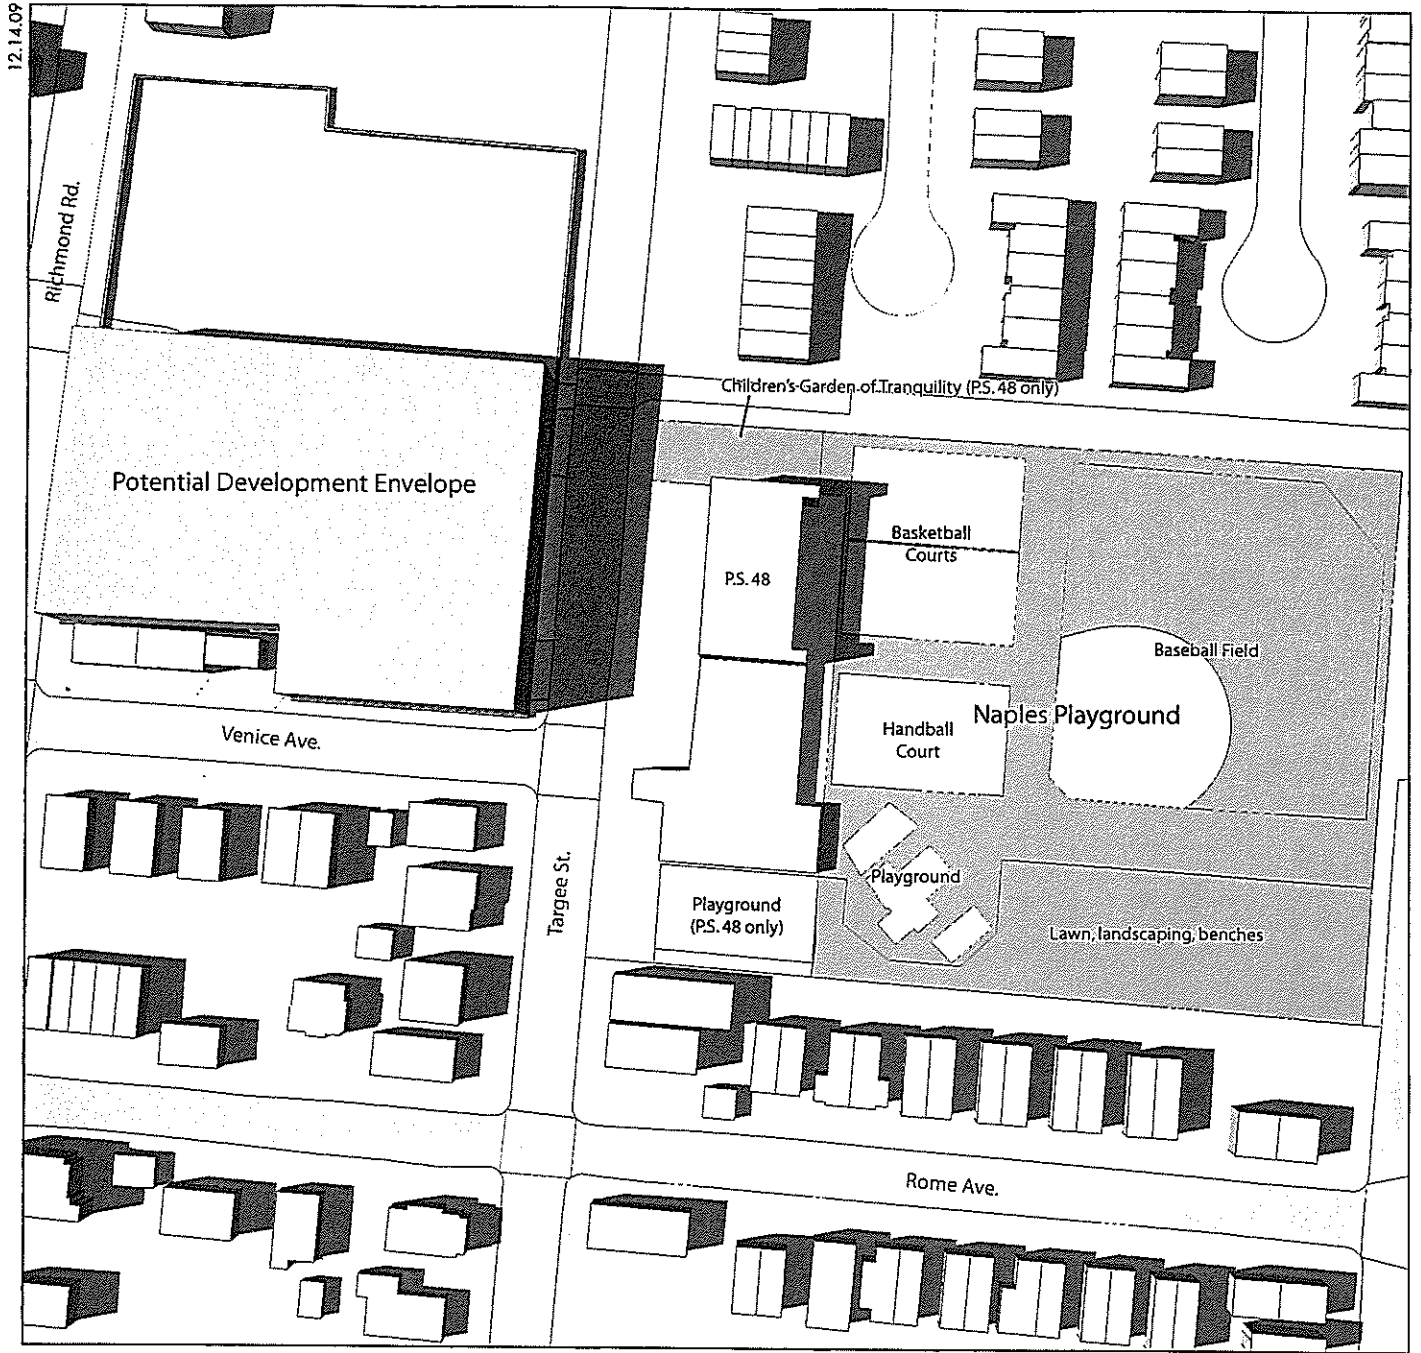 12.14.09
Richmond Rd.
Children's Garden of Tranquility (P.S. 48 only)
Potential Development Envelope
Basketball
Courts
P.S. 48
Baseball Field
Naples Playground
Handball
Court
Venice Ave.
Targee St.
Playground
Playground
(P.S. 48 only)
Lawn, landscaping, benches
Rome Ave.